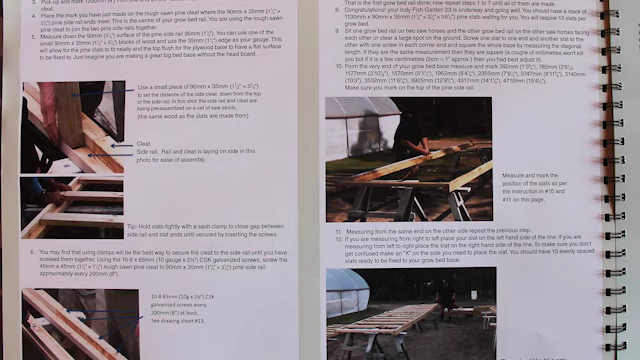 3. Pick up mark
cleat.
4. Place the mark you have just made on the rough sawn pine cleat where the 90mm x 35mm (1½" x
3½") pine side rail ends meet. This is the centre of your grow bed rail. You are using the rough sawn
pine cleat to join the two pine side rails together.
5. Measure down the 90mm (3½") surface of the pine side rail 35mm (1½"). You can use one of the
small 90mm x 35mm (1½" x 3½") blocks of wood and use the 35mm (1½") edge as your gauge. This
will allow for the pine slats to fit ready and the top flush for the plywood base to have a flat surface
to be fixed to. Just imagine you are making a great big bed base without the head board.
Use a small piece of 90mm x 35mm (1½" x 3½")
to set the distance of the side cleat down from the top
of the side rail. In this shot the side rail and cleat are
being pre-assembled on a set of saw stools.
(the same wood as the slats are made from)
Cleat.
Side rail. Rail and cleat is laying on side in this
photo for ease of assembly.
Tip: Hold slats tightly with a sash clamp to close gap between
side rail and slat ends until secured by inserting the screws.
6. You may find that using clamps will be the best way to secure the cleat to the side rail until you have
screwed them together. Using the 10-8 x 65mm (10 gauge x 2½") CSK galvanized screws, screw the
45mm x 45mm (1½" x 1½") rough sawn pine cleat to 90mm x 35mm (1½" x 3½") pine side rail
approximately every 200mm (8").
10-8 65mm (10g x 2½") CSK
galvanized screws every
200mm (8") at least.
See drawing sheet #13.
That is the first grow bed rail done; now repeat steps 1 to 7 until all of them are made.
8. Congratulations! your Holy Fish Garden 23 is underway and going well. You should have a stack of
1130mm x 90mm x 35mm (1½" x 3½" x 3'8½") pine slats waiting for you. You will require 13 slats per
grow bed.
9. Sit one grow bed rail on two saw horses and the other grow bed rail on the other saw horses facing
each other or clear a large spot on the ground. Screw one slat to one end and another slat to the
other with one screw in each corner end and square the whole base by measuring the diagonal
length. If they are the same measurement then they are square (a couple of millimetres won't kill
you but if it is a few centimetres (2cm = 1" approx.) then you had best adjust it).
10. From the very end of your grow bed base measure and mark 392mm (1'3½"), 785mm (2'6"),
1177mm (3'10½"), 1570mm (5'1½"), 1962mm (6'4½"), 2355mm (7'9"), 2747mm (8'11½"), 3140mm
(10'3"), 3532mm (11'6½"), 3925mm (12'9"), 4317mm (14'1½"), 4710mm (15'4½").
Make sure you mark on the top of the pine side rail.
Measure and mark the
position of the slats as per
the instruction in #10 and
#11 on this page.
11. Measuring from the same end on the other side repeat the previous step.
12. If you are measuring from right to left place your slat on the left hand side of the line. If you are
measuring from left to right place the slat on the right hand side of the line. To make sure you don't
get confused make an "X" on the side you need to place the slat. You should have 13 evenly spaced
slats ready to be fixed to your grow bed base.